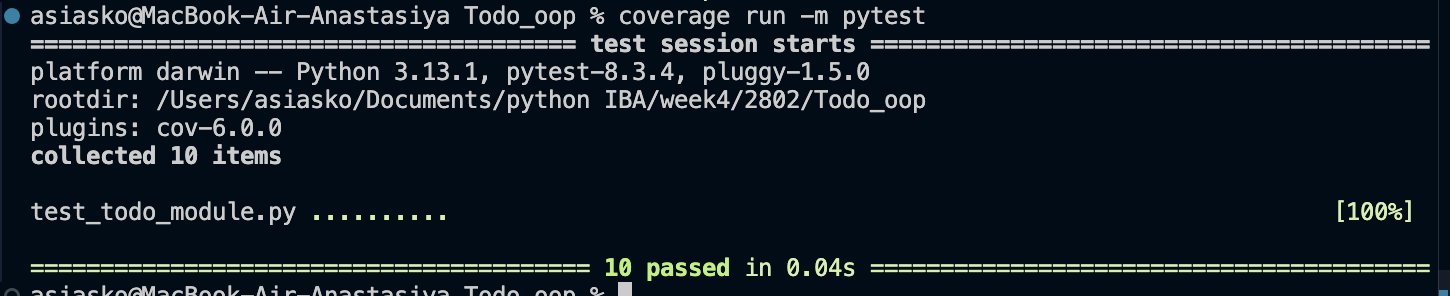 asiasko@MacBook-Air-Anastasiya Todo_oop % coverage run -m pytest
======================================= test session starts ========================================
platform darwin -- Python 3.13.1, pytest-8.3.4, pluggy-1.5.0
rootdir: /Users/asiasko/Documents/python IBA/week4/2802/Todo_oop
plugins: cov-6.0.0
collected 10 items
test_todo_module.py .......... [100%]
======================================== 10 passed in 0.04s ========================================
asiasko@MacBook-Air-Anastasiya Todo_oop %